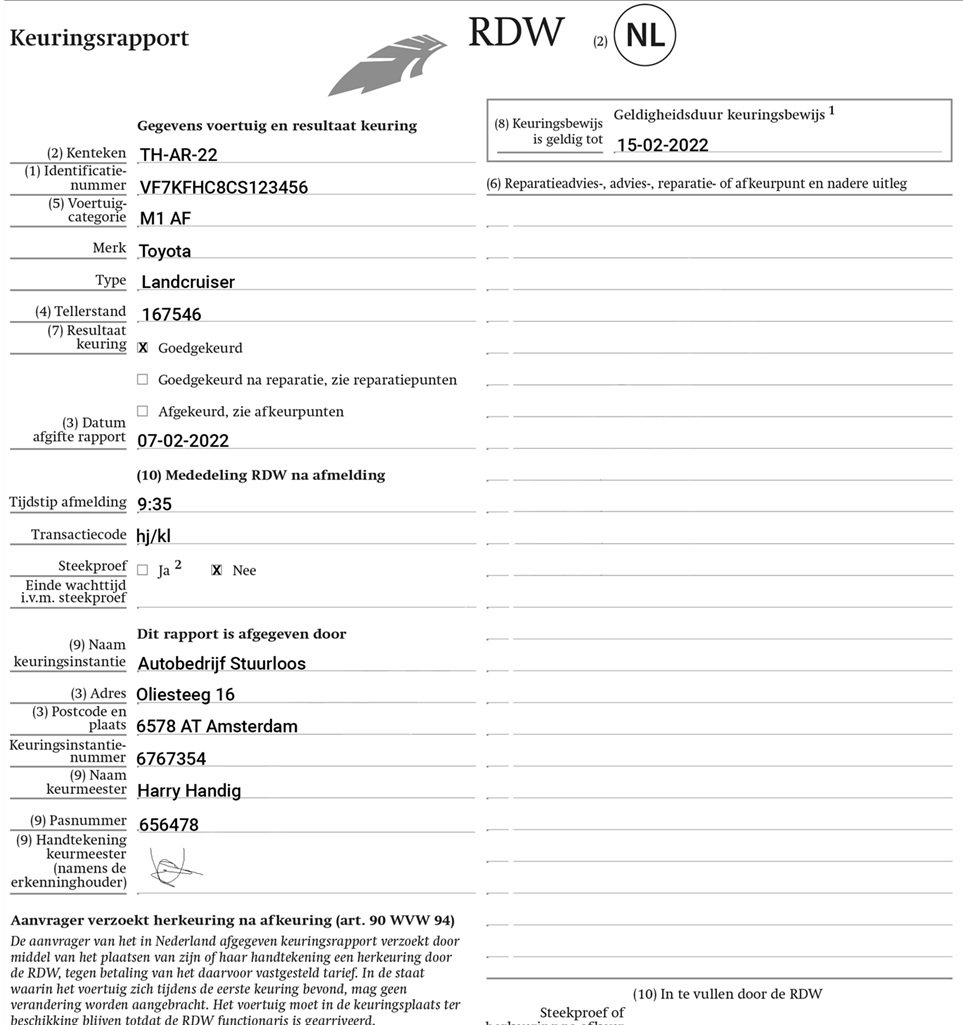 Keuringsrapport
RDW (2) NL
Gegevens voertuig en resultaat keuring
(2) Kenteken TH-AR-22
(1) Identificatie-
nummer VF7KFHC8CS123456
(5) Voertuig-
categorie M1 AF
Merk Toyota
Type Landcruiser
(4) Tellerstand 167546
(7) Resultaat
keuring X Goedgekeurd
Goedgekeurd na reparatie, zie reparatiepunten
Afgekeurd, zie afkeurpunten
(3) Datum
afgifte rapport 07-02-2022
(10) Mededeling RDW na afmelding
Tijdstip afmelding 9:35
Transactiecode hj/kl
Steekproef Ja 2 X Nee
Einde wachttijd
i.v.m. steekproef
Dit rapport is afgegeven door
(9) Naam
keuringsinstantie Autobedrijf Stuurloos
(3) Adres Oliesteeg 16
(3) Postcode en
plaats 6578 AT Amsterdam
Keuringsinstantie-
nummer 6767354
(9) Naam
keurmeester Harry Handig
(9) Pasnummer 656478
(9) Handtekening
keurmeester
(namens de
erkenninghouder)
Aanvrager verzoekt herkeuring na afkeuring (art. 90 WVW 94)
De aanvrager van het in Nederland afgegeven keuringsrapport verzoekt door
middel van het plaatsen van zijn of haar handtekening een herkeuring door
de RDW, tegen betaling van het daarvoor vastgesteld tarief. In de staat
waarin het voertuig zich tijdens de eerste keuring bevond, mag geen
verandering worden aangebracht. Het voertuig moet in de keuringsplaats ter
beschikking blijven totdat de RDW functionaris is gearriveerd.
(8) Keuringsbewijs
is geldig tot
Geldigheidsduur keuringsbewijs 1
15-02-2022
(6) Reparatieadvies-, advies-, reparatie- of afkeurpunt en nadere uitleg
(10) In te vullen door de RDW
Steekproef of